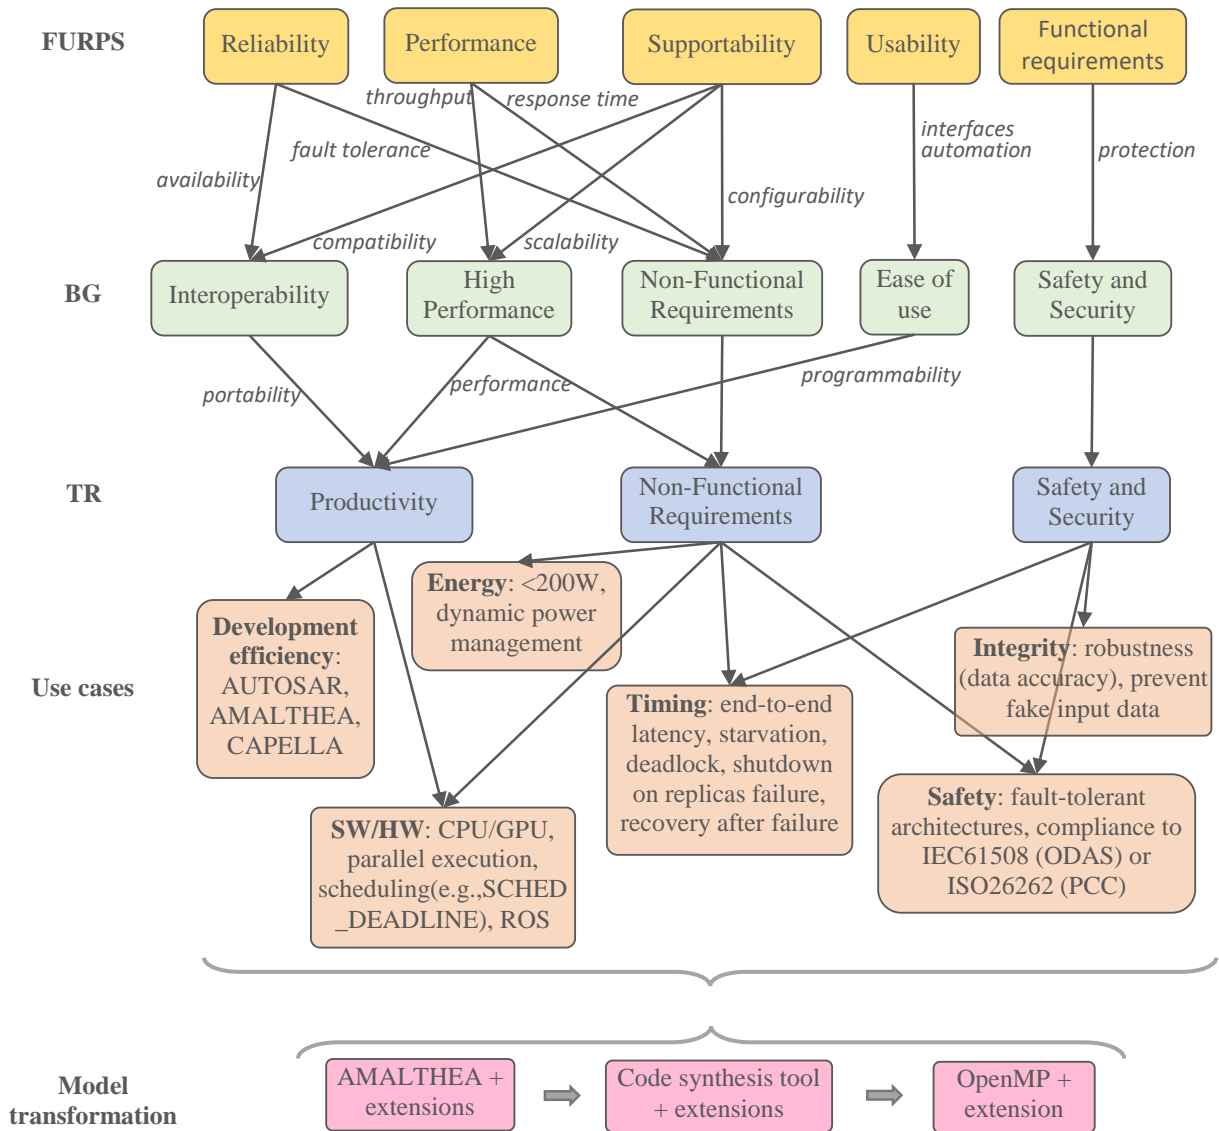 FURPS
Reliability
Performance
Supportability
Usability
Functional
requirements
throughput
response time
fault tolerance
availability
interfaces
automation
protection
configurability
compatibility
scalability
BG
Interoperability
High
Performance
Non-Functional
Requirements
Ease of
use
Safety and
Security
portability
performance
programmability
TR
Productivity
Non-Functional
Requirements
Safety and
Security
Use cases
Development
efficiency:
AUTOSAR,
AMALTHEA,
CAPELLA
Energy: <200W,
dynamic power
management
SW/HW: CPU/GPU,
parallel execution,
scheduling(e.g.,SCHED
_DEADLINE), ROS
Timing: end-to-end
latency, starvation,
deadlock, shutdown
on replicas failure,
recovery after failure
Integrity: robustness
(data accuracy), prevent
fake input data
Safety: fault-tolerant
architectures, compliance to
IEC61508 (ODAS) or
ISO26262 (PCC)
Model
transformation
AMALTHEA +
extensions
Code synthesis tool
+ extensions
OpenMP +
extension